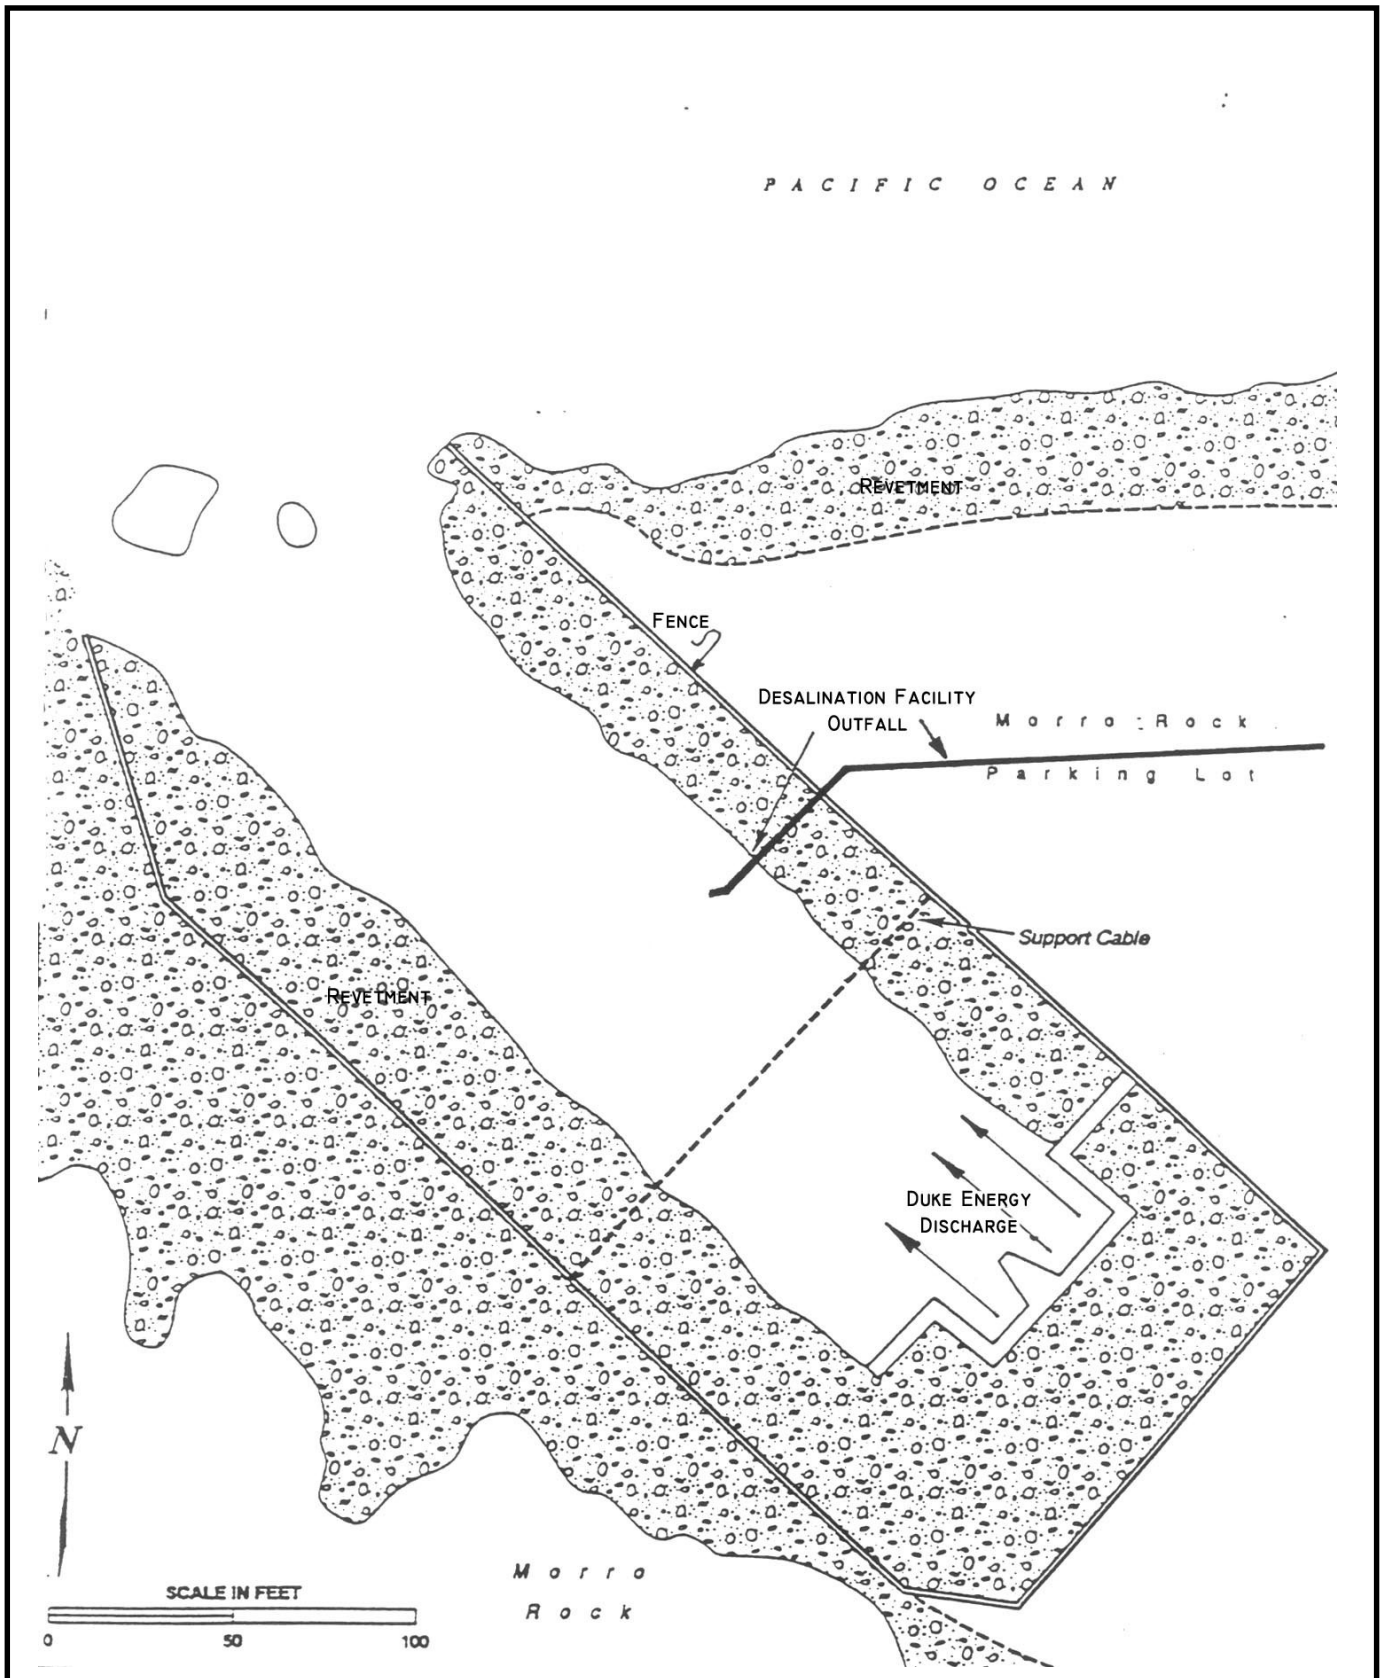 PACIFIC OCEAN
REVETMENT
FENCE
DESALINATION FACILITY
OUTFALL
Morro Rock
Parking Lot
Support Cable
REVETMENT
DUKE ENERGY
DISCHARGE
N
Morro
Rock
SCALE IN FEET
0 50 100